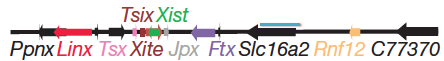 Tsix Xist
Ppnx Linx Tsx Xite Jpx Ftx Slc16a2 Rnf12 C77370